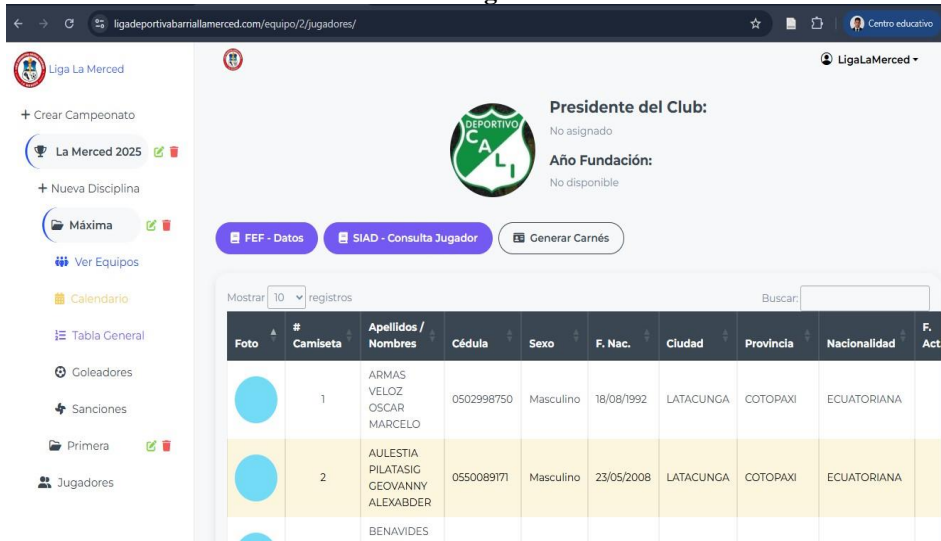 ligadeportivabarriallamerced.com/equipo/2/jugadores/
Centro educativo
Liga La Merced
LigaLaMerced
+ Crear Campeonato
La Merced 2025
+ Nueva Disciplina
Máxima
Ver Equipos
Calendario
Tabla General
Goleadores
Sanciones
Primera
Jugadores
DEPORTIVO
CALI
Presidente del Club:
No asignado
Año Fundación:
No disponible
FEF - Datos
SIAD - Consulta Jugador
Generar Carnés
Mostrar 10 registros
Buscar:
Foto # Camiseta Apellidos / Nombres Cédula Sexo F. Nac. Ciudad Provincia Nacionalidad F. Act.
1 ARMAS VELOZ OSCAR MARCELO 0502998750 Masculino 18/08/1992 LATACUNGA COTOPAXI ECUATORIANA
2 AULESTIA PILATASIG GEOVANNY ALEXABDER 0550089171 Masculino 23/05/2008 LATACUNGA COTOPAXI ECUATORIANA
BENAVIDES